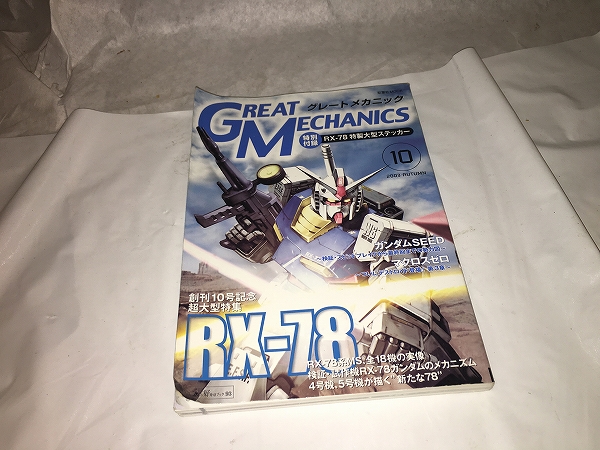 GREAT
MECHANICS
グレートメカニック
特別
付録
RX-78 特製大型ステッカー
10
2003 AUTUMN
ガンダムSEED
マクロスゼロ
創刊10号記念
超大型特集
RX-78
RX-78系MS、全18機の実像
検証・試作機RX-78ガンダムのメカニズム
4号機、5号機が描く"新たな78"